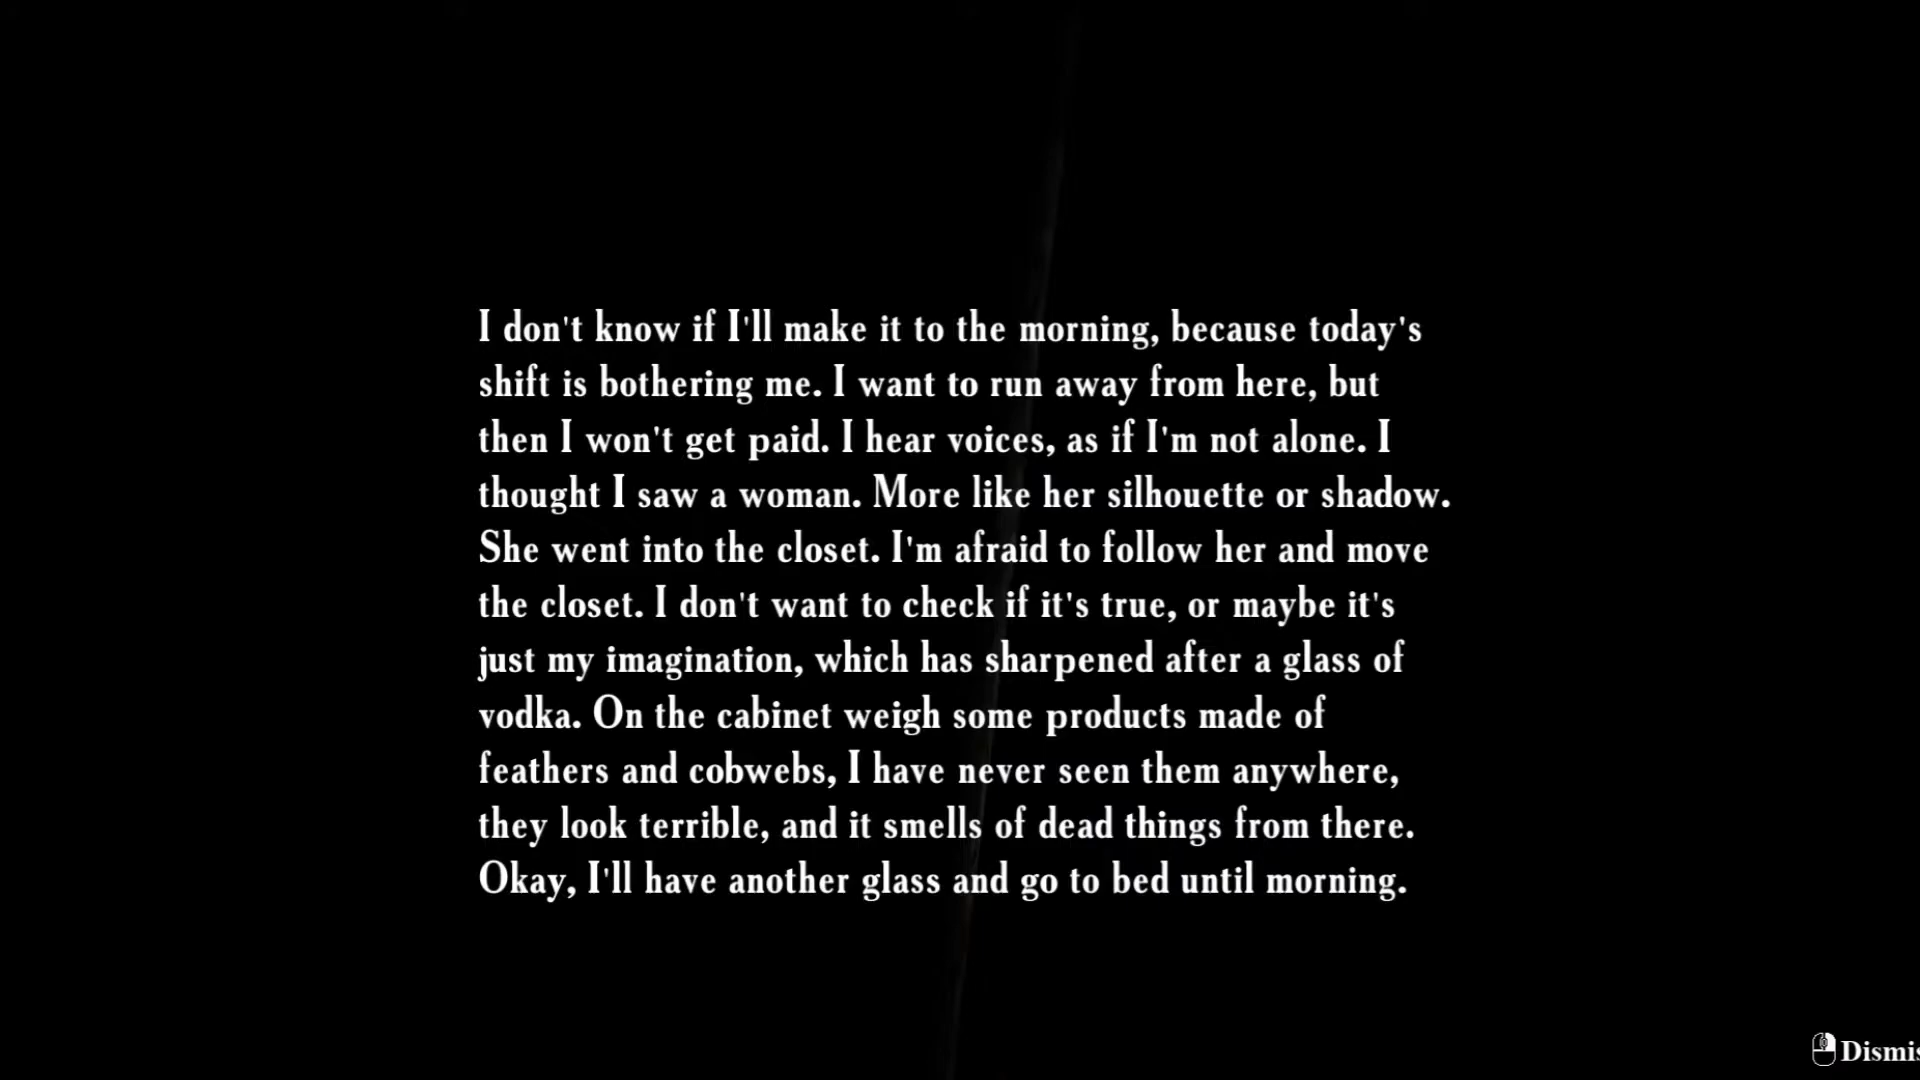 I don't know if I'll make it to the morning, because today's
shift is bothering me. I want to run away from here, but
then I won't get paid. I hear voices, as if I'm not alone. I
thought I saw a woman. More like her silhouette or shadow.
She went into the closet. I'm afraid to follow her and move
the closet. I don't want to check if it's true, or maybe it's
just my imagination, which has sharpened after a glass of
vodka. On the cabinet weigh some products made of
feathers and cobwebs, I have never seen them anywhere,
they look terrible, and it smells of dead things from there.
Okay, I'll have another glass and go to bed until morning.
Dismis